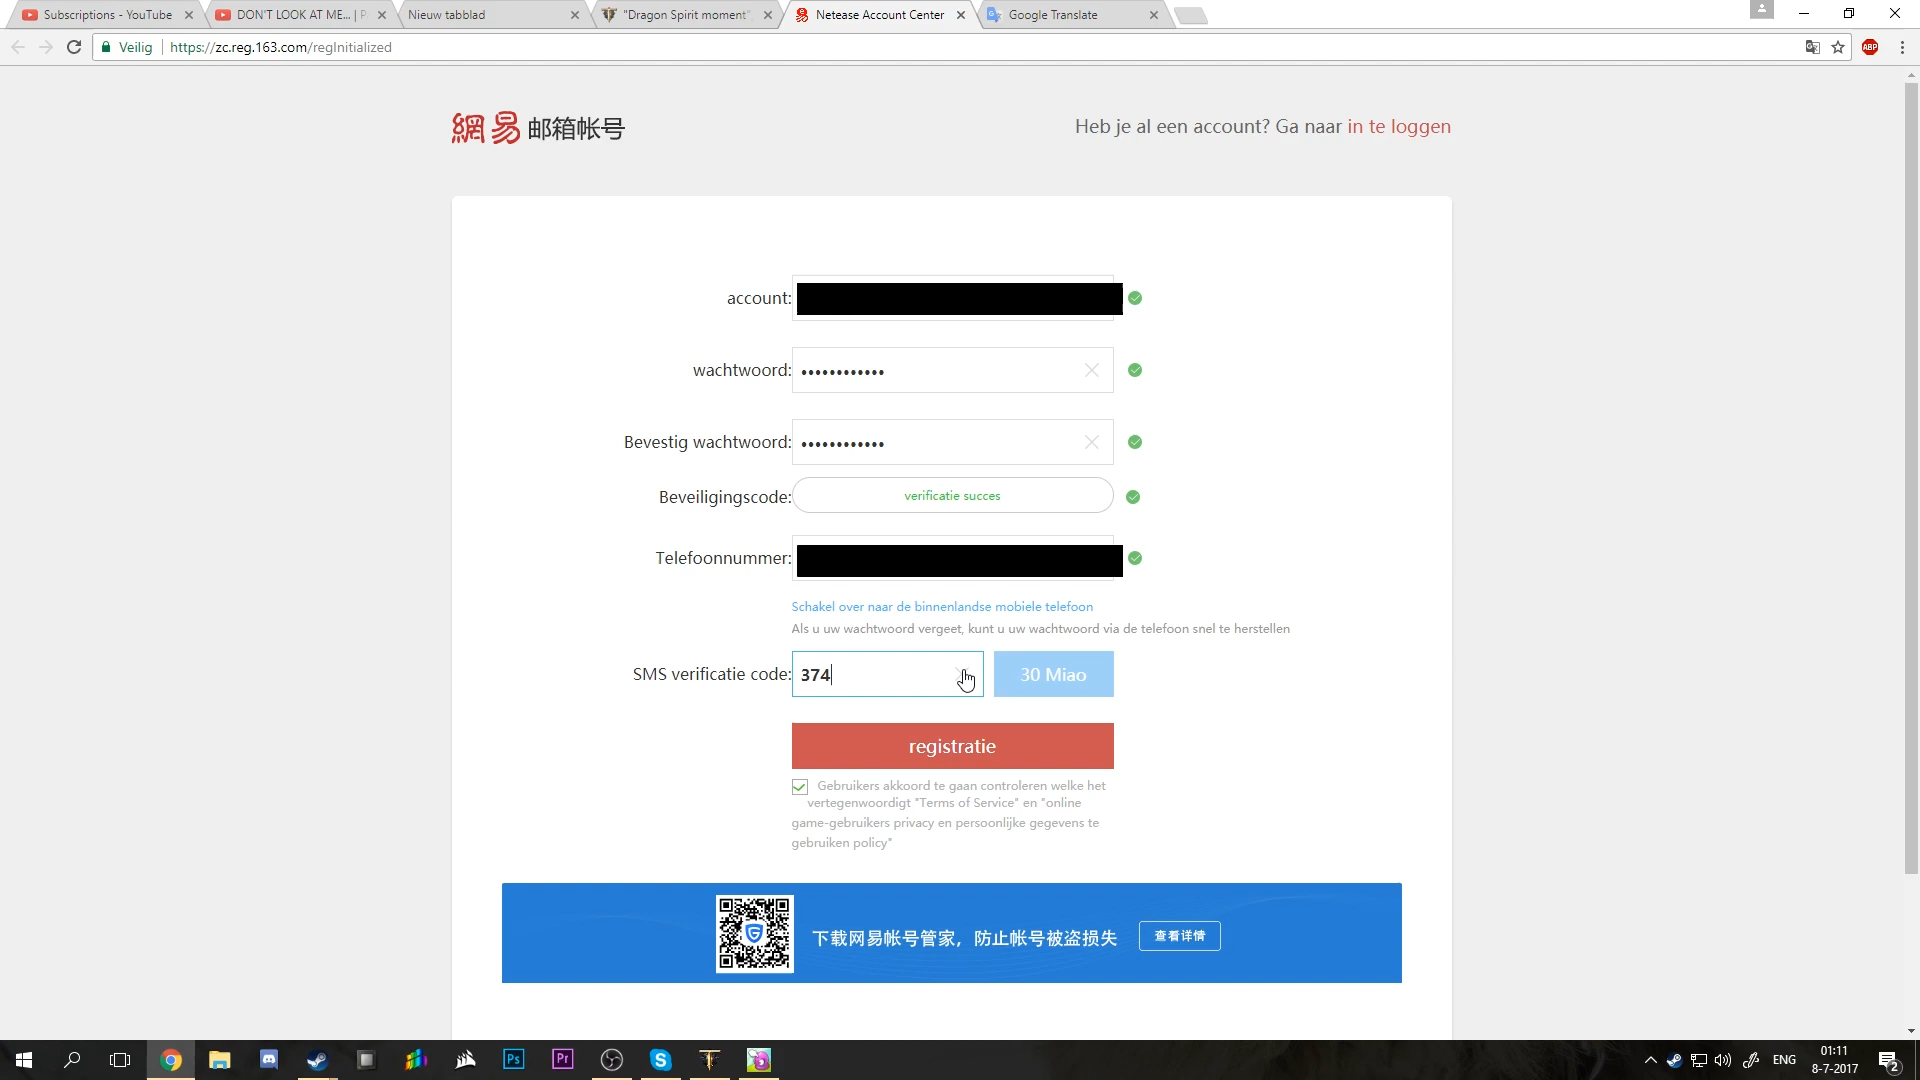 Subscriptions - YouTube
DON'T LOOK AT ME... | P
Nieuw tabblad
"Dragon Spirit moment"
Netease Account Center
Google Translate
Veilig
https://zc.reg.163.com/regInitialized
ABP
網易 邮箱帐号
Heb je al een account? Ga naar in te loggen
account:
wachtwoord:
Bevestig wachtwoord:
Beveiligingscode:
verificatie succes
Telefoonnummer:
Schakel over naar de binnenlandse mobiele telefoon
Als u uw wachtwoord vergeet, kunt u uw wachtwoord via de telefoon snel te herstellen
SMS verificatie code:
374
30 Miao
registratie
Gebruikers akkoord te gaan controleren welke het
vertegenwoordigt "Terms of Service" en "online
game-gebruikers privacy en persoonlijke gegevens te
gebruiken policy"
下载网易帐号管家，防止帐号被盗损失
查看详情
Ps
Pr
ENG
01:11
8-7-2017
2